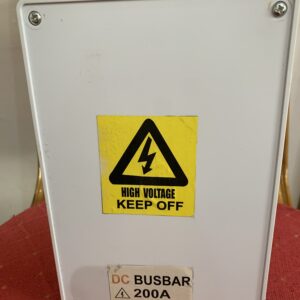 HIGH VOLTAGE
KEEP OFF
DC BUSBAR
200A